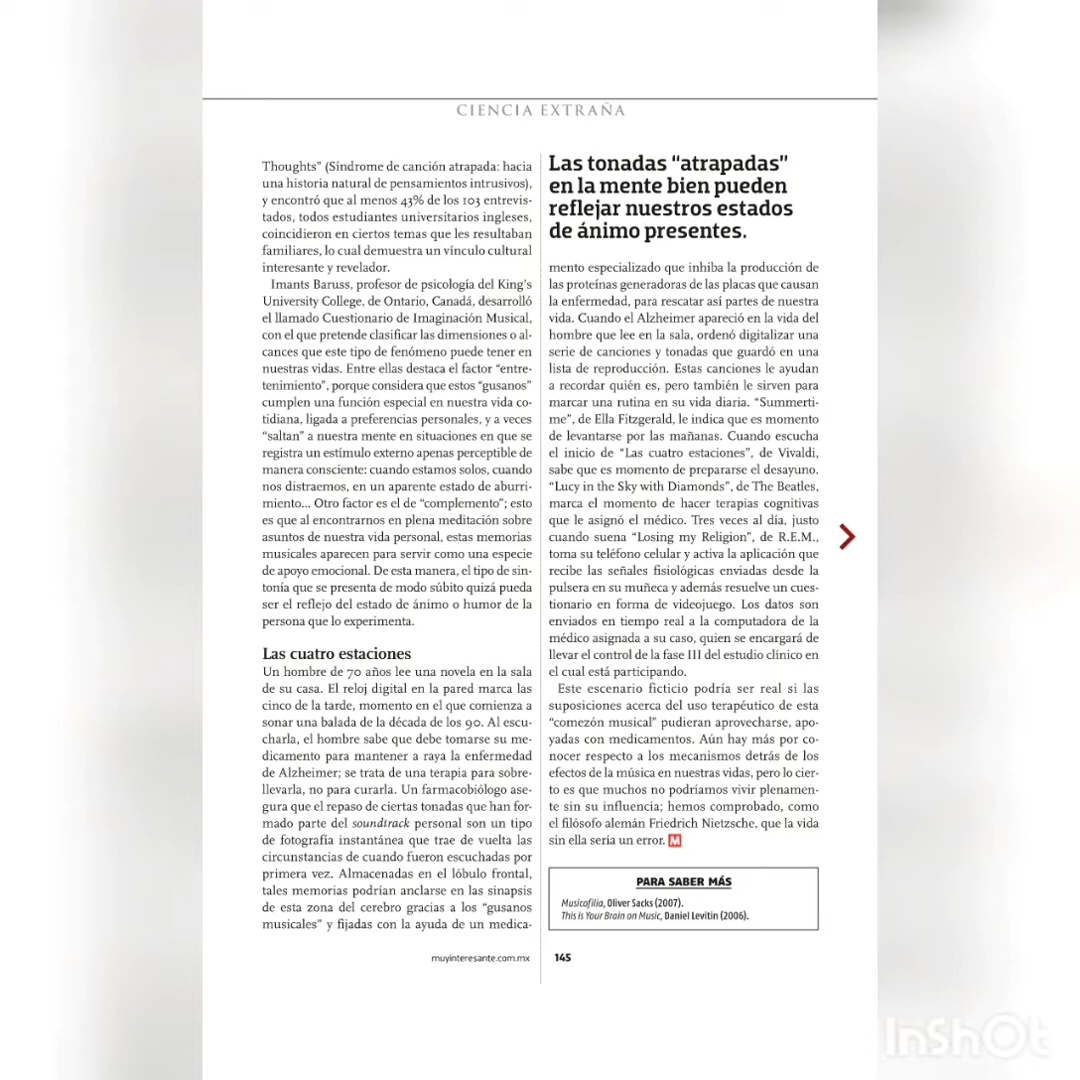 CIENCIA EXTRAÑA
Thoughts” (Síndrome de canción atrapada: hacia
una historia natural de pensamientos intrusivos),
y encontró que al menos 43% de los 103 entrevis-
tados, todos estudiantes universitarios ingleses,
coincidieron en ciertos temas que les resultaban
familiares, lo cual demuestra un vínculo cultural
interesante y revelador.
Imants Baruss, profesor de psicología del King’s
University College, de Ontario, Canadá, desarrolló
el llamado Cuestionario de Imaginación Musical,
con el que pretende clasificar las dimensiones o al-
cances que este tipo de fenómeno puede tener en
nuestras vidas. Entre ellas destaca el factor “entre-
tenimiento”, porque considera que estos “gusanos”
cumplen una función especial en nuestra vida co-
tidiana, ligada a preferencias personales, y a veces
“saltan” a nuestra mente en situaciones en que se
registra un estímulo externo apenas perceptible de
manera consciente: cuando estamos solos, cuando
nos distraemos, en un aparente estado de aburri-
miento... Otro factor es el de “complemento”; esto
es que al encontrarnos en plena meditación sobre
asuntos de nuestra vida personal, estas memorias
musicales aparecen para servir como una especie
de apoyo emocional. De esta manera, el tipo de sin-
tonía que se presenta de modo súbito quizá pueda
ser el reflejo del estado de ánimo o humor de la
persona que lo experimenta.
Las cuatro estaciones
Un hombre de 70 años lee una novela en la sala
de su casa. El reloj digital en la pared marca las
cinco de la tarde, momento en el que comienza a
sonar una balada de la década de los 90. Al escu-
charla, el hombre sabe que debe tomarse su me-
dicamento para mantener a raya la enfermedad
de Alzheimer; se trata de una terapia para sobre-
llevarla, no para curarla. Un farmacobiólogo ase-
gura que el repaso de ciertas tonadas que han for-
mado parte del soundtrack personal son un tipo
de fotografía instantánea que trae de vuelta las
circunstancias de cuando fueron escuchadas por
primera vez. Almacenadas en el lóbulo frontal,
tales memorias podrían anclarse en las sinapsis
de esta zona del cerebro gracias a los “gusanos
musicales” y fijadas con la ayuda de un medica-
Las tonadas “atrapadas”
en la mente bien pueden
reflejar nuestros estados
de ánimo presentes.
mento especializado que inhiba la producción de
las proteínas generadoras de las placas que causan
la enfermedad, para rescatar así partes de nuestra
vida. Cuando el Alzheimer apareció en la vida del
hombre que lee en la sala, ordenó digitalizar una
serie de canciones y tonadas que guardó en una
lista de reproducción. Estas canciones le ayudan
a recordar quién es, pero también le sirven para
marcar una rutina en su vida diaria. “Summerti-
me”, de Ella Fitzgerald, le indica que es momento
de levantarse por las mañanas. Cuando escucha
el inicio de “Las cuatro estaciones”, de Vivaldi,
sabe que es momento de prepararse el desayuno.
“Lucy in the Sky with Diamonds”, de The Beatles,
marca el momento de hacer terapias cognitivas
que le asignó el médico. Tres veces al día, justo
cuando suena “Losing my Religion”, de R.E.M.,
toma su teléfono celular y activa la aplicación que
recibe las señales fisiológicas enviadas desde la
pulsera en su muñeca y además resuelve un cues-
tionario en forma de videojuego. Los datos son
enviados en tiempo real a la computadora de la
médico asignada a su caso, quien se encargará de
llevar el control de la fase III del estudio clínico en
el cual está participando.
Este escenario ficticio podría ser real si las
suposiciones acerca del uso terapéutico de esta
“comezón musical” pudieran aprovecharse, apo-
yadas con medicamentos. Aún hay más por co-
nocer respecto a los mecanismos detrás de los
efectos de la música en nuestras vidas, pero lo cier-
to es que muchos no podríamos vivir plenamen-
te sin su influencia; hemos comprobado, como
el filósofo alemán Friedrich Nietzsche, que la vida
sin ella sería un error. M
PARA SABER MÁS
Musicofilia, Oliver Sacks (2007).
This is Your Brain on Music, Daniel Levitin (2006).
muyinteresante.com.mx 145
InShOt